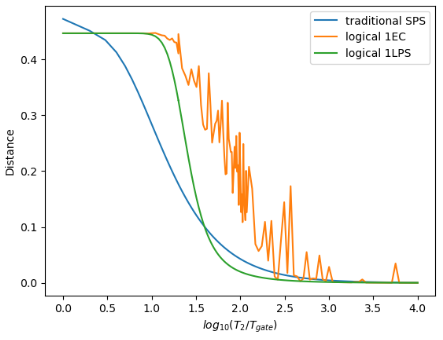 traditional SPS
logical 1EC
logical 1LPS
Distance
0.4
0.3
0.2
0.1
0.0
0.0 0.5 1.0 1.5 2.0 2.5 3.0 3.5 4.0
log₁₀(T₂/T_gate)